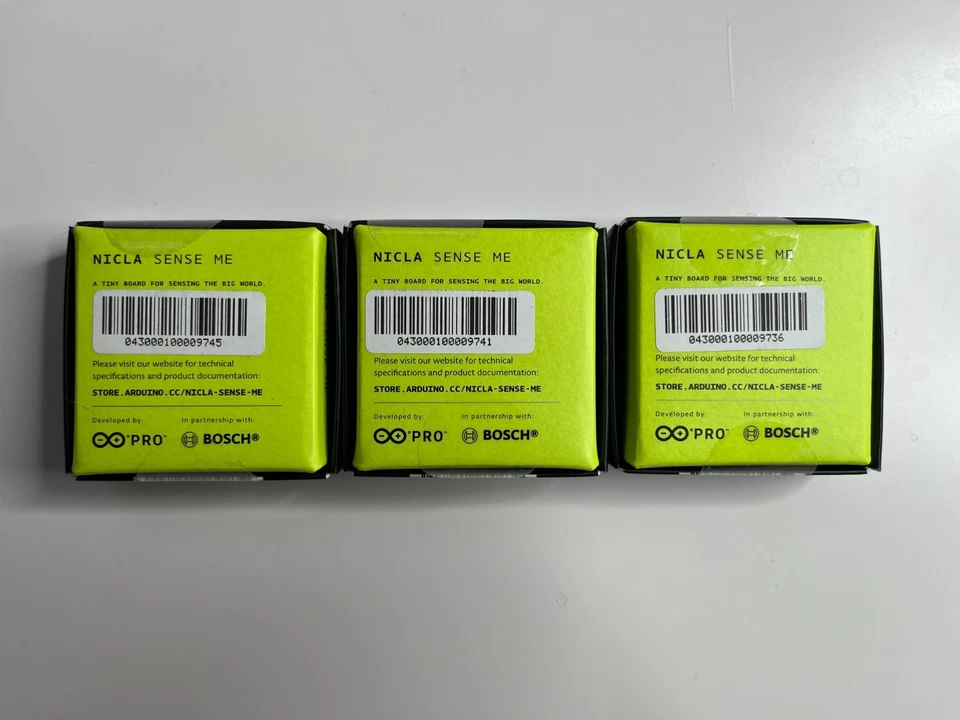 NICLA SENSE ME
A TINY BOARD FOR SENSING THE BIG WORLD.
043000100009745
Please visit our website for technical
specifications and product documentation:
STORE.ARDUINO.CC/NICLA-SENSE-ME
Developed by: In partnership with:
PRO™ BOSCH®
NICLA SENSE ME
A TINY BOARD FOR SENSING THE BIG WORLD.
043000100009741
Please visit our website for technical
specifications and product documentation:
STORE.ARDUINO.CC/NICLA-SENSE-ME
Developed by: In partnership with:
PRO™ BOSCH®
NICLA SENSE ME
A TINY BOARD FOR SENSING THE BIG WORLD.
043000100009736
Please visit our website for technical
specifications and product documentation:
STORE.ARDUINO.CC/NICLA-SENSE-ME
Developed by: In partnership with:
PRO™ BOSCH®